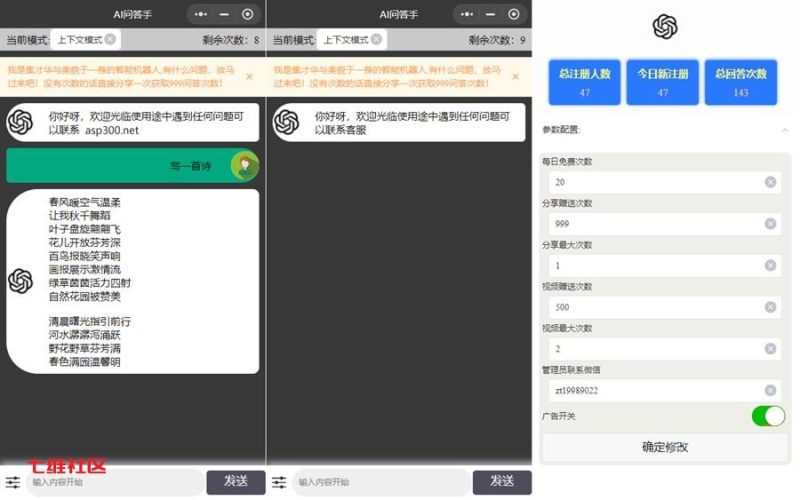 AI问答手
当前模式:
上下文模式
剩余次数: 8
我是集才华与美貌于一身的智能机器人,有什么问题，放马
过来吧！没有次数的话直接分享一次获取999问答次数！
你好呀，欢迎光临使用途中遇到任何问题可
以联系 asp300.net
写一首诗
春风暖空气温柔
让我秋千舞蹈
叶子盘旋翩翩飞
花儿开放芬芳深
百鸟报晓笑声响
画报展示激情流
绿草茵茵活力四射
自然花园被赞美
清晨曙光指引前行
河水潺潺泻涌跃
野花野草芬芳满
春色满园温馨明
七维社区
输入内容开始
发送
AI问答手
当前模式:
上下文模式
剩余次数: 9
我是集才华与美貌于一身的智能机器人,有什么问题，放马
过来吧！没有次数的话直接分享一次获取999问答次数！
你好呀，欢迎光临使用途中遇到任何问题可
以联系客服
输入内容开始
发送
总注册人数
47
今日新注册
47
总回答次数
143
参数配置:
每日免费次数
20
分享赠送次数
999
分享最大次数
1
视频赠送次数
500
视频最大次数
2
管理员联系微信
zt19989022
广告开关
确定修改